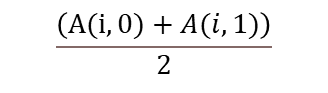 (A(i, 0) + A(i, 1))
2